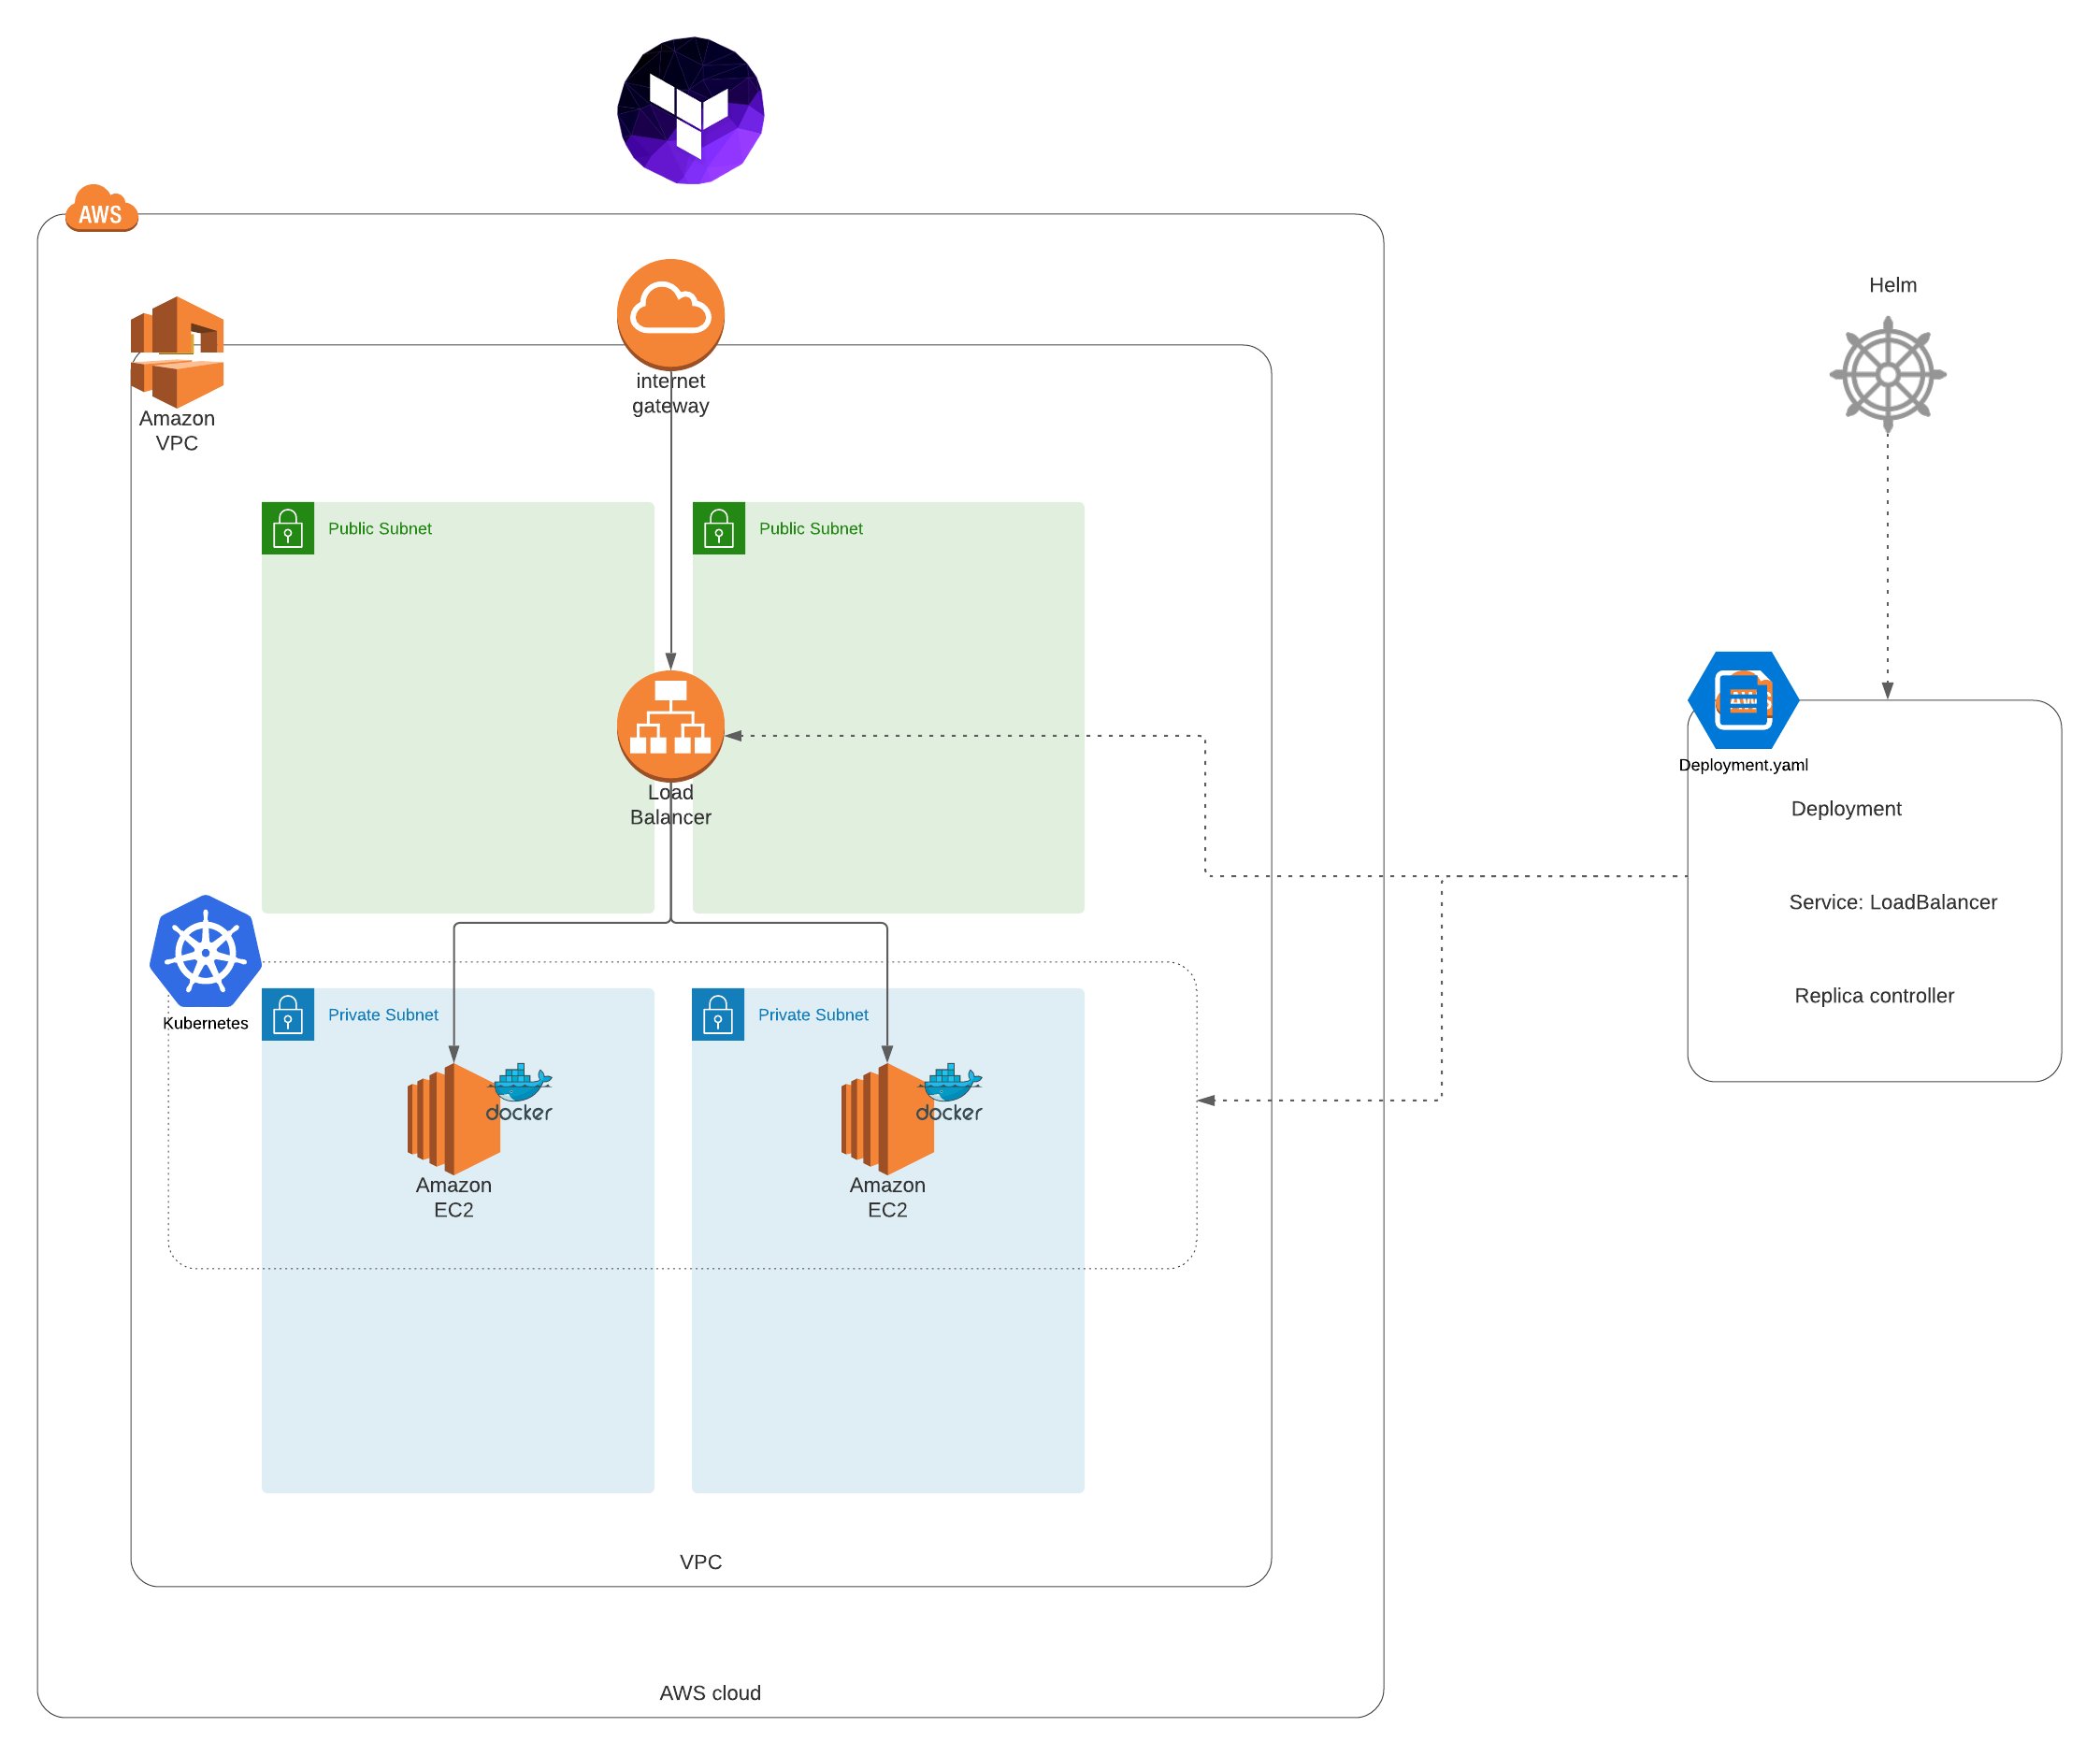 AWS
internet
gateway
Amazon
VPC
Helm
Public Subnet
Public Subnet
Load
Balancer
AWS
Deployment.yaml
Deployment
Service: LoadBalancer
Replica controller
Kubernetes
Private Subnet
Private Subnet
docker
docker
Amazon
EC2
Amazon
EC2
VPC
AWS cloud